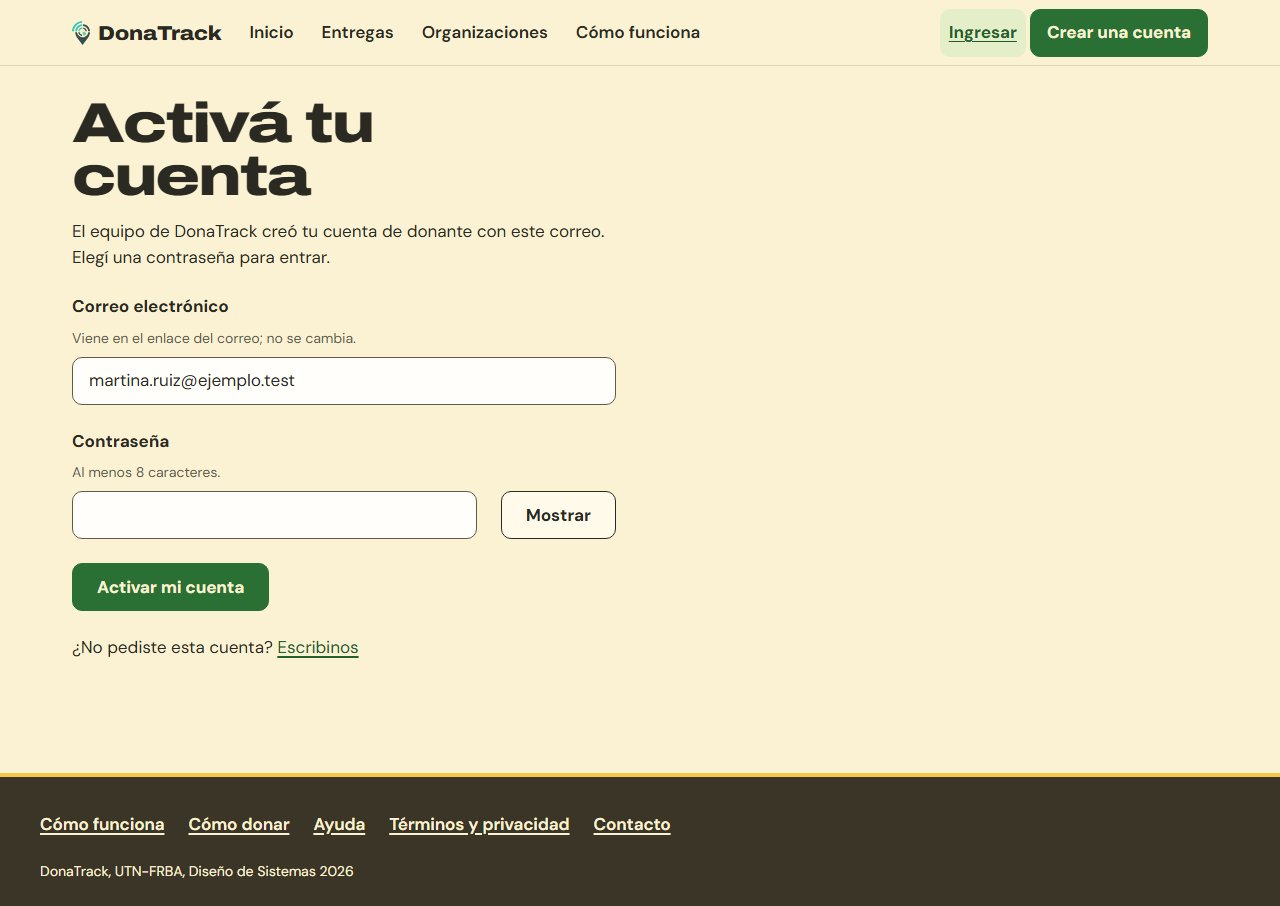 DonaTrack Inicio Entregas Organizaciones Cómo funciona Ingresar Crear una cuenta
Activá tu
cuenta
El equipo de DonaTrack creó tu cuenta de donante con este correo.
Elegí una contraseña para entrar.
Correo electrónico
Viene en el enlace del correo; no se cambia.
martina.ruiz@ejemplo.test
Contraseña
Al menos 8 caracteres.
Mostrar
Activar mi cuenta
¿No pediste esta cuenta? Escribinos
Cómo funciona Cómo donar Ayuda Términos y privacidad Contacto
DonaTrack, UTN-FRBA, Diseño de Sistemas 2026